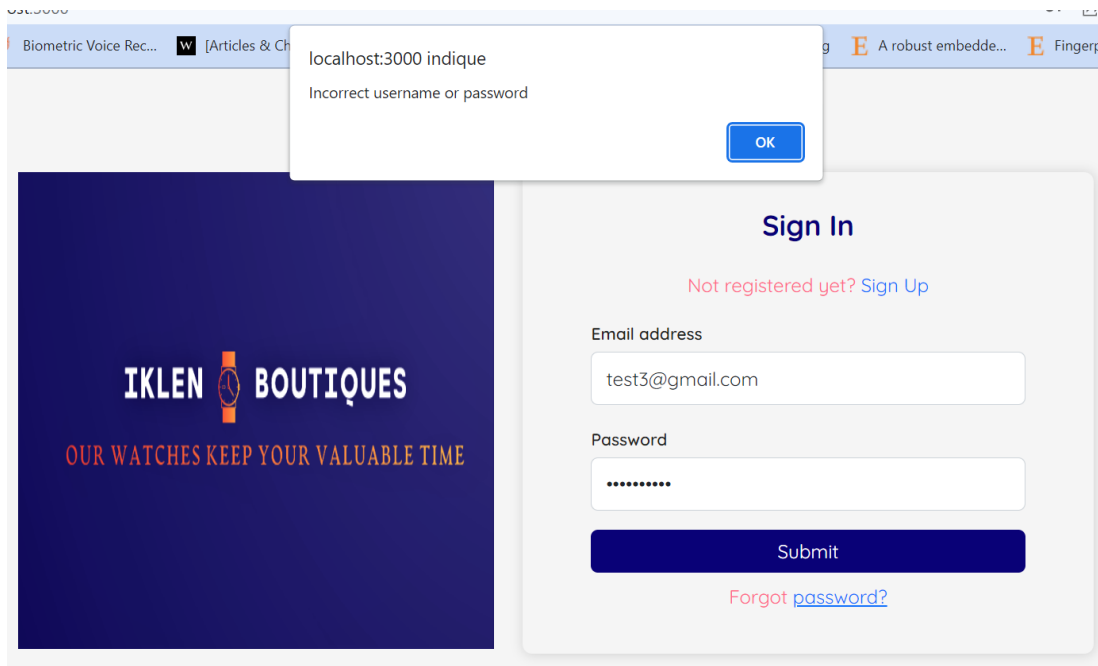 Biometric Voice Rec...
W [Articles & Ch
g
E A robust embedde...
E Fingerp
localhost:3000 indique
Incorrect username or password
OK
IKLEN BOUTIQUES
OUR WATCHES KEEP YOUR VALUABLE TIME
Sign In
Not registered yet? Sign Up
Email address
test3@gmail.com
Password
••••••••••
Submit
Forgot password?